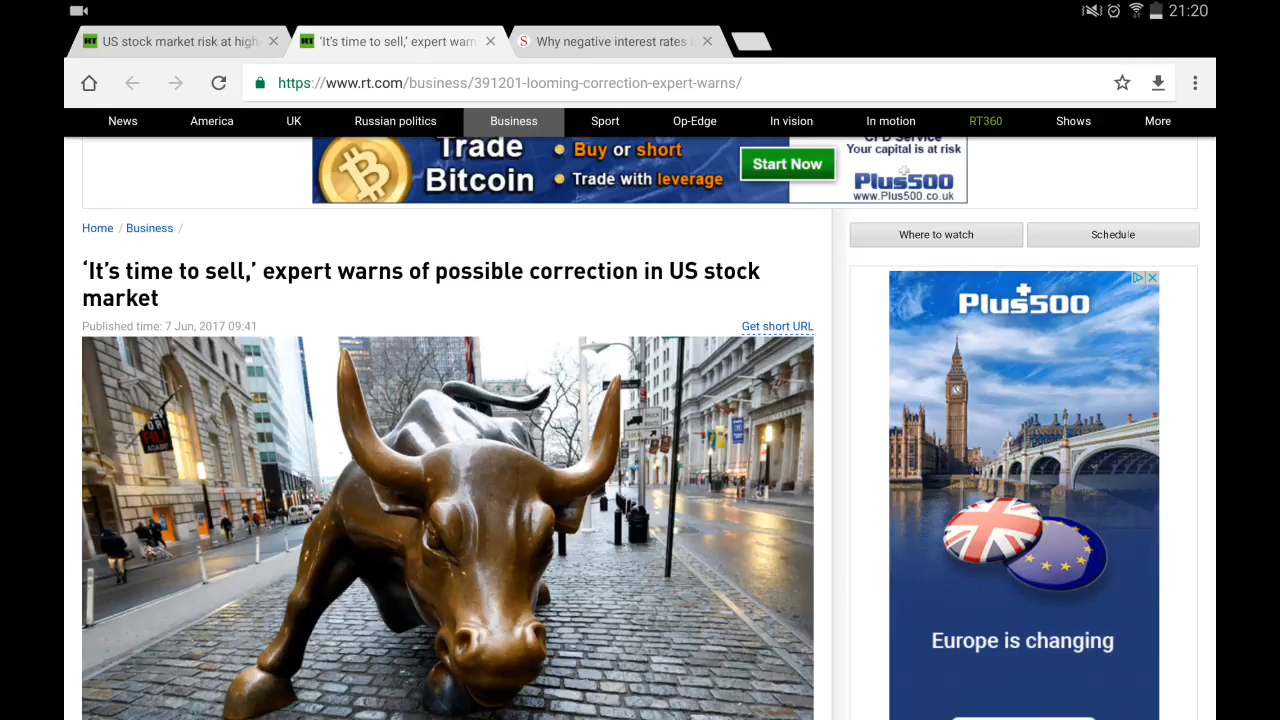 21:20
US stock market risk at high
'It's time to sell,' expert warn
S
Why negative interest rates
https://www.rt.com/business/391201-looming-correction-expert-warns/
News
America
UK
Russian politics
Business
Sport
Op-Edge
In vision
In motion
RT360
Shows
More
Trade
Bitcoin
Buy or short
Trade with leverage
Start Now
CFD Service
Your capital is at risk
Plus500
www.Plus500.co.uk
Home / Business /
Where to watch
Schedule
‘It’s time to sell,’ expert warns of possible correction in US stock
market
Published time: 7 Jun, 2017 09:41
Get short URL
Plus500
Europe is changing